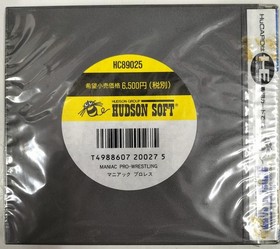 HC89025
希望小売価格 6,500円(税別)
HUDSON GROUP
HUDSON SOFT
T4988607 20027 5
MANIAC PRO-WRESTLING
マニアック プロレス
HuCARD